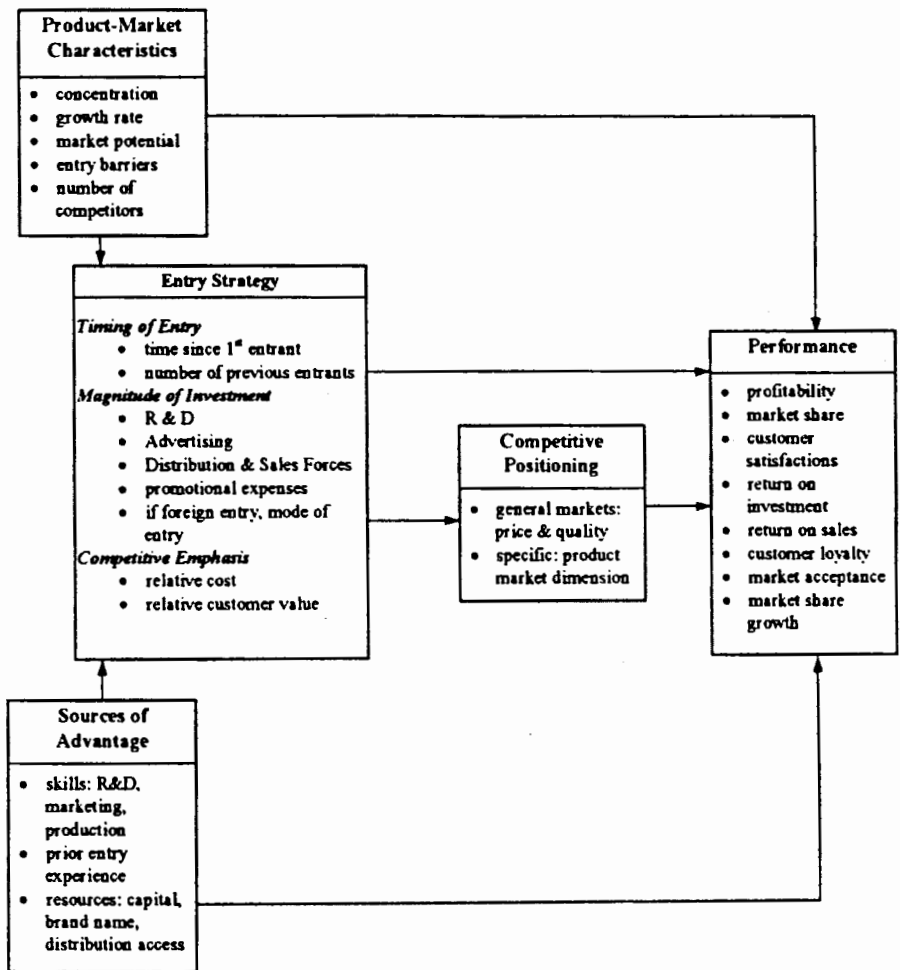 Product-Market
Characteristics
• concentration
• growth rate
• market potential
• entry barriers
• number of
competitors
Entry Strategy
Timing of Entry
• time since 1st entrant
• number of previous entrants
Magnitude of Investment
• R & D
• Advertising
• Distribution & Sales Forces
• promotional expenses
• if foreign entry, mode of
entry
Competitive Emphasis
• relative cost
• relative customer value
Competitive
Positioning
• general markets:
price & quality
• specific: product
market dimension
Performance
• profitability
• market share
• customer
satisfactions
• return on
investment
• return on sales
• customer loyalty
• market acceptance
• market share
growth
Sources of
Advantage
• skills: R&D,
marketing,
production
• prior entry
experience
• resources: capital,
brand name,
distribution access